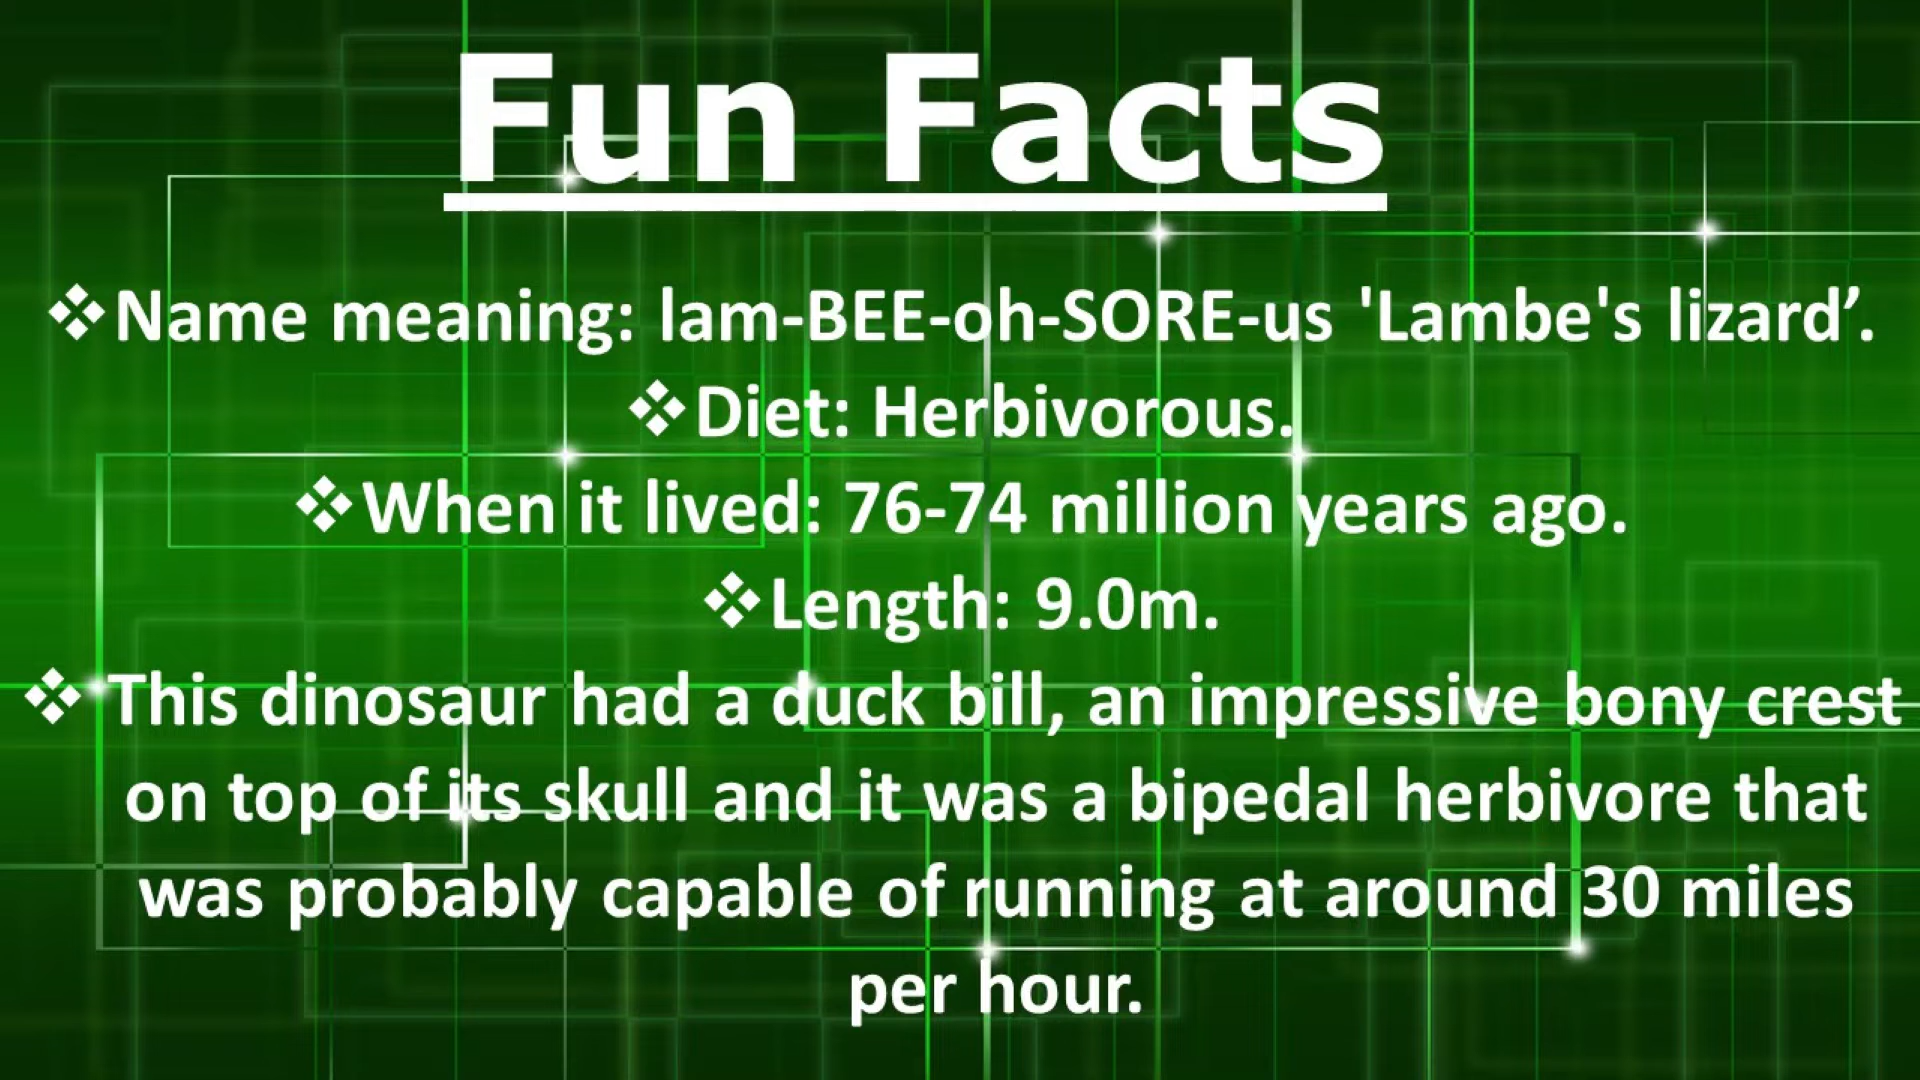 Fun Facts
❖Name meaning: lam-BEE-oh-SORE-us 'Lambe's lizard’.
❖Diet: Herbivorous.
❖When it lived: 76-74 million years ago.
❖Length: 9.0m.
❖This dinosaur had a duck bill, an impressive bony crest
on top of its skull and it was a bipedal herbivore that
was probably capable of running at around 30 miles
per hour.